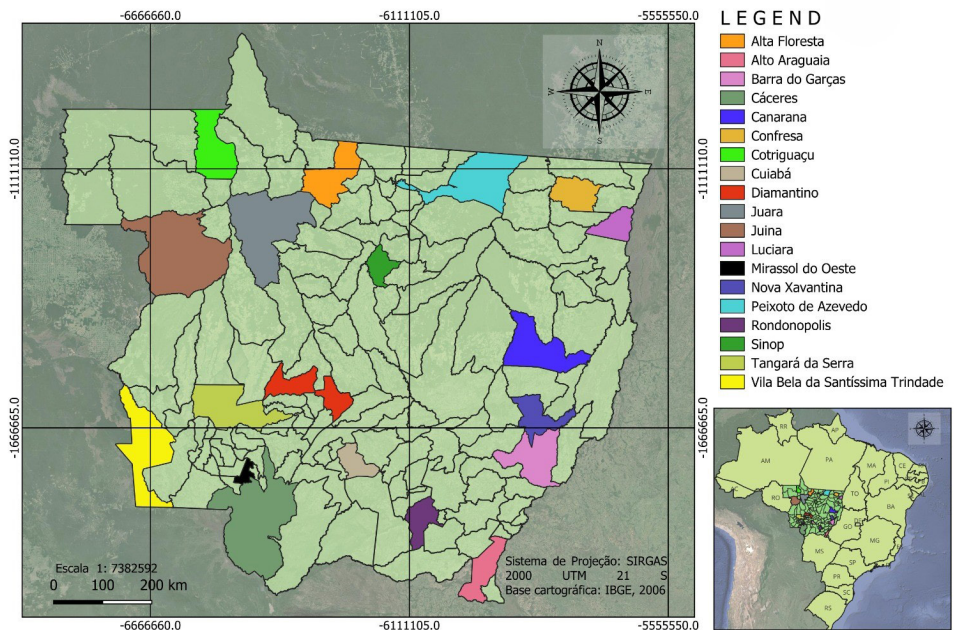 -6666660.0
-6111105.0
-5555550.0
LEGEND
Alta Floresta
Alto Araguaia
Barra do Garças
Cáceres
Canarana
Confresa
Cotriguaçu
Cuiabá
Diamantino
Juara
Juina
Luciara
Mirassol do Oeste
Nova Xavantina
Peixoto de Azevedo
Rondonopolis
Sinop
Tangará da Serra
Vila Bela da Santíssima Trindade
N
W
E
S
-1111110.0
-1111110.0
-1666665.0
-1666665.0
Escala 1: 7382592
0 100 200 km
Sistema de Projeção: SIRGAS
2000 UTM 21 S
Base cartográfica: IBGE, 2006
-6666660.0
-6111105.0
-5555550.0
RR
AP
AM
PA
MA
CE
PI
RO
TO
BA
GO
MG
MS
SP
PR
SC
RS